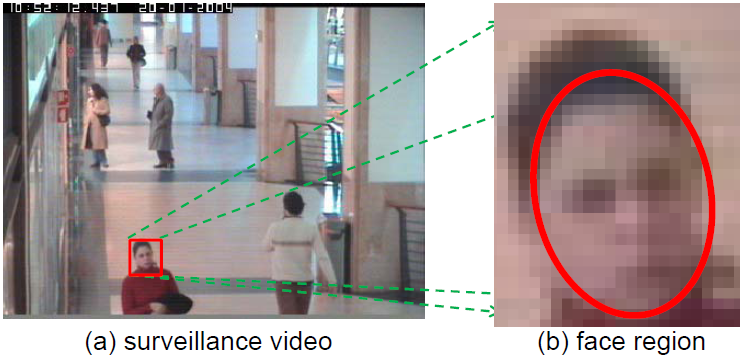 10:52:12.437 20-01-2004
(a) surveillance video
(b) face region